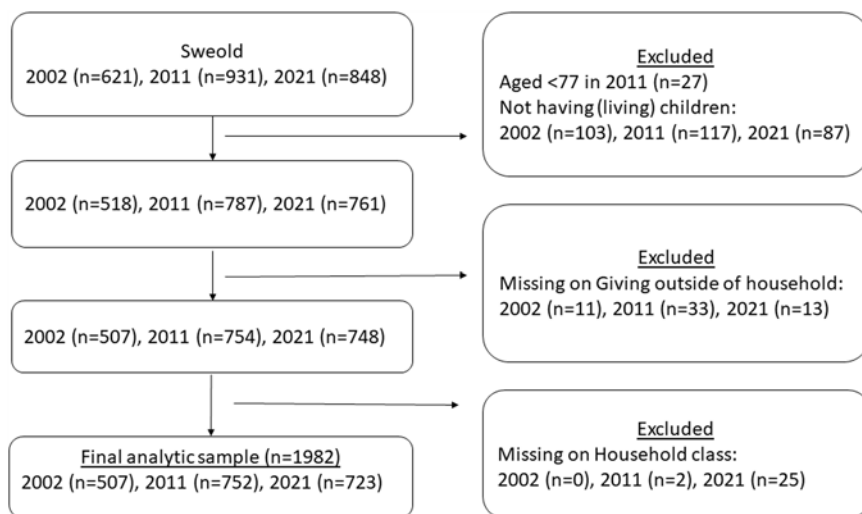 Sweold
2002 (n=621), 2011 (n=931), 2021 (n=848)
Excluded
Aged <77 in 2011 (n=27)
Not having (living) children:
2002 (n=103), 2011 (n=117), 2021 (n=87)
2002 (n=518), 2011 (n=787), 2021 (n=761)
Excluded
Missing on Giving outside of household:
2002 (n=11), 2011 (n=33), 2021 (n=13)
2002 (n=507), 2011 (n=754), 2021 (n=748)
Excluded
Missing on Household class:
2002 (n=0), 2011 (n=2), 2021 (n=25)
Final analytic sample (n=1982)
2002 (n=507), 2011 (n=752), 2021 (n=723)